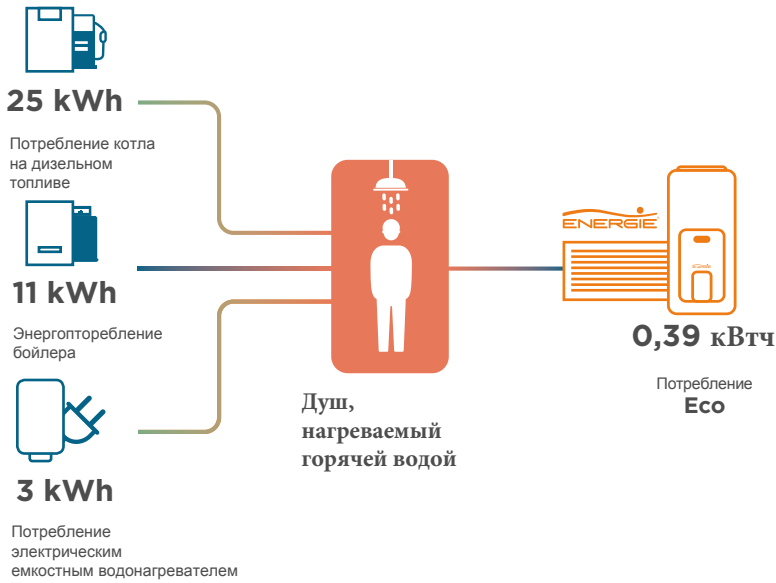 25 kWh
Потребление котла
на дизельном
топливе
11 kWh
Энергопторебление
бойлера
3 kWh
Потребление
электрическим
емкостным водонагревателем
Душ,
нагреваемый
горячей водой
ENERGIE
0,39 кВтч
Потребление
Eco